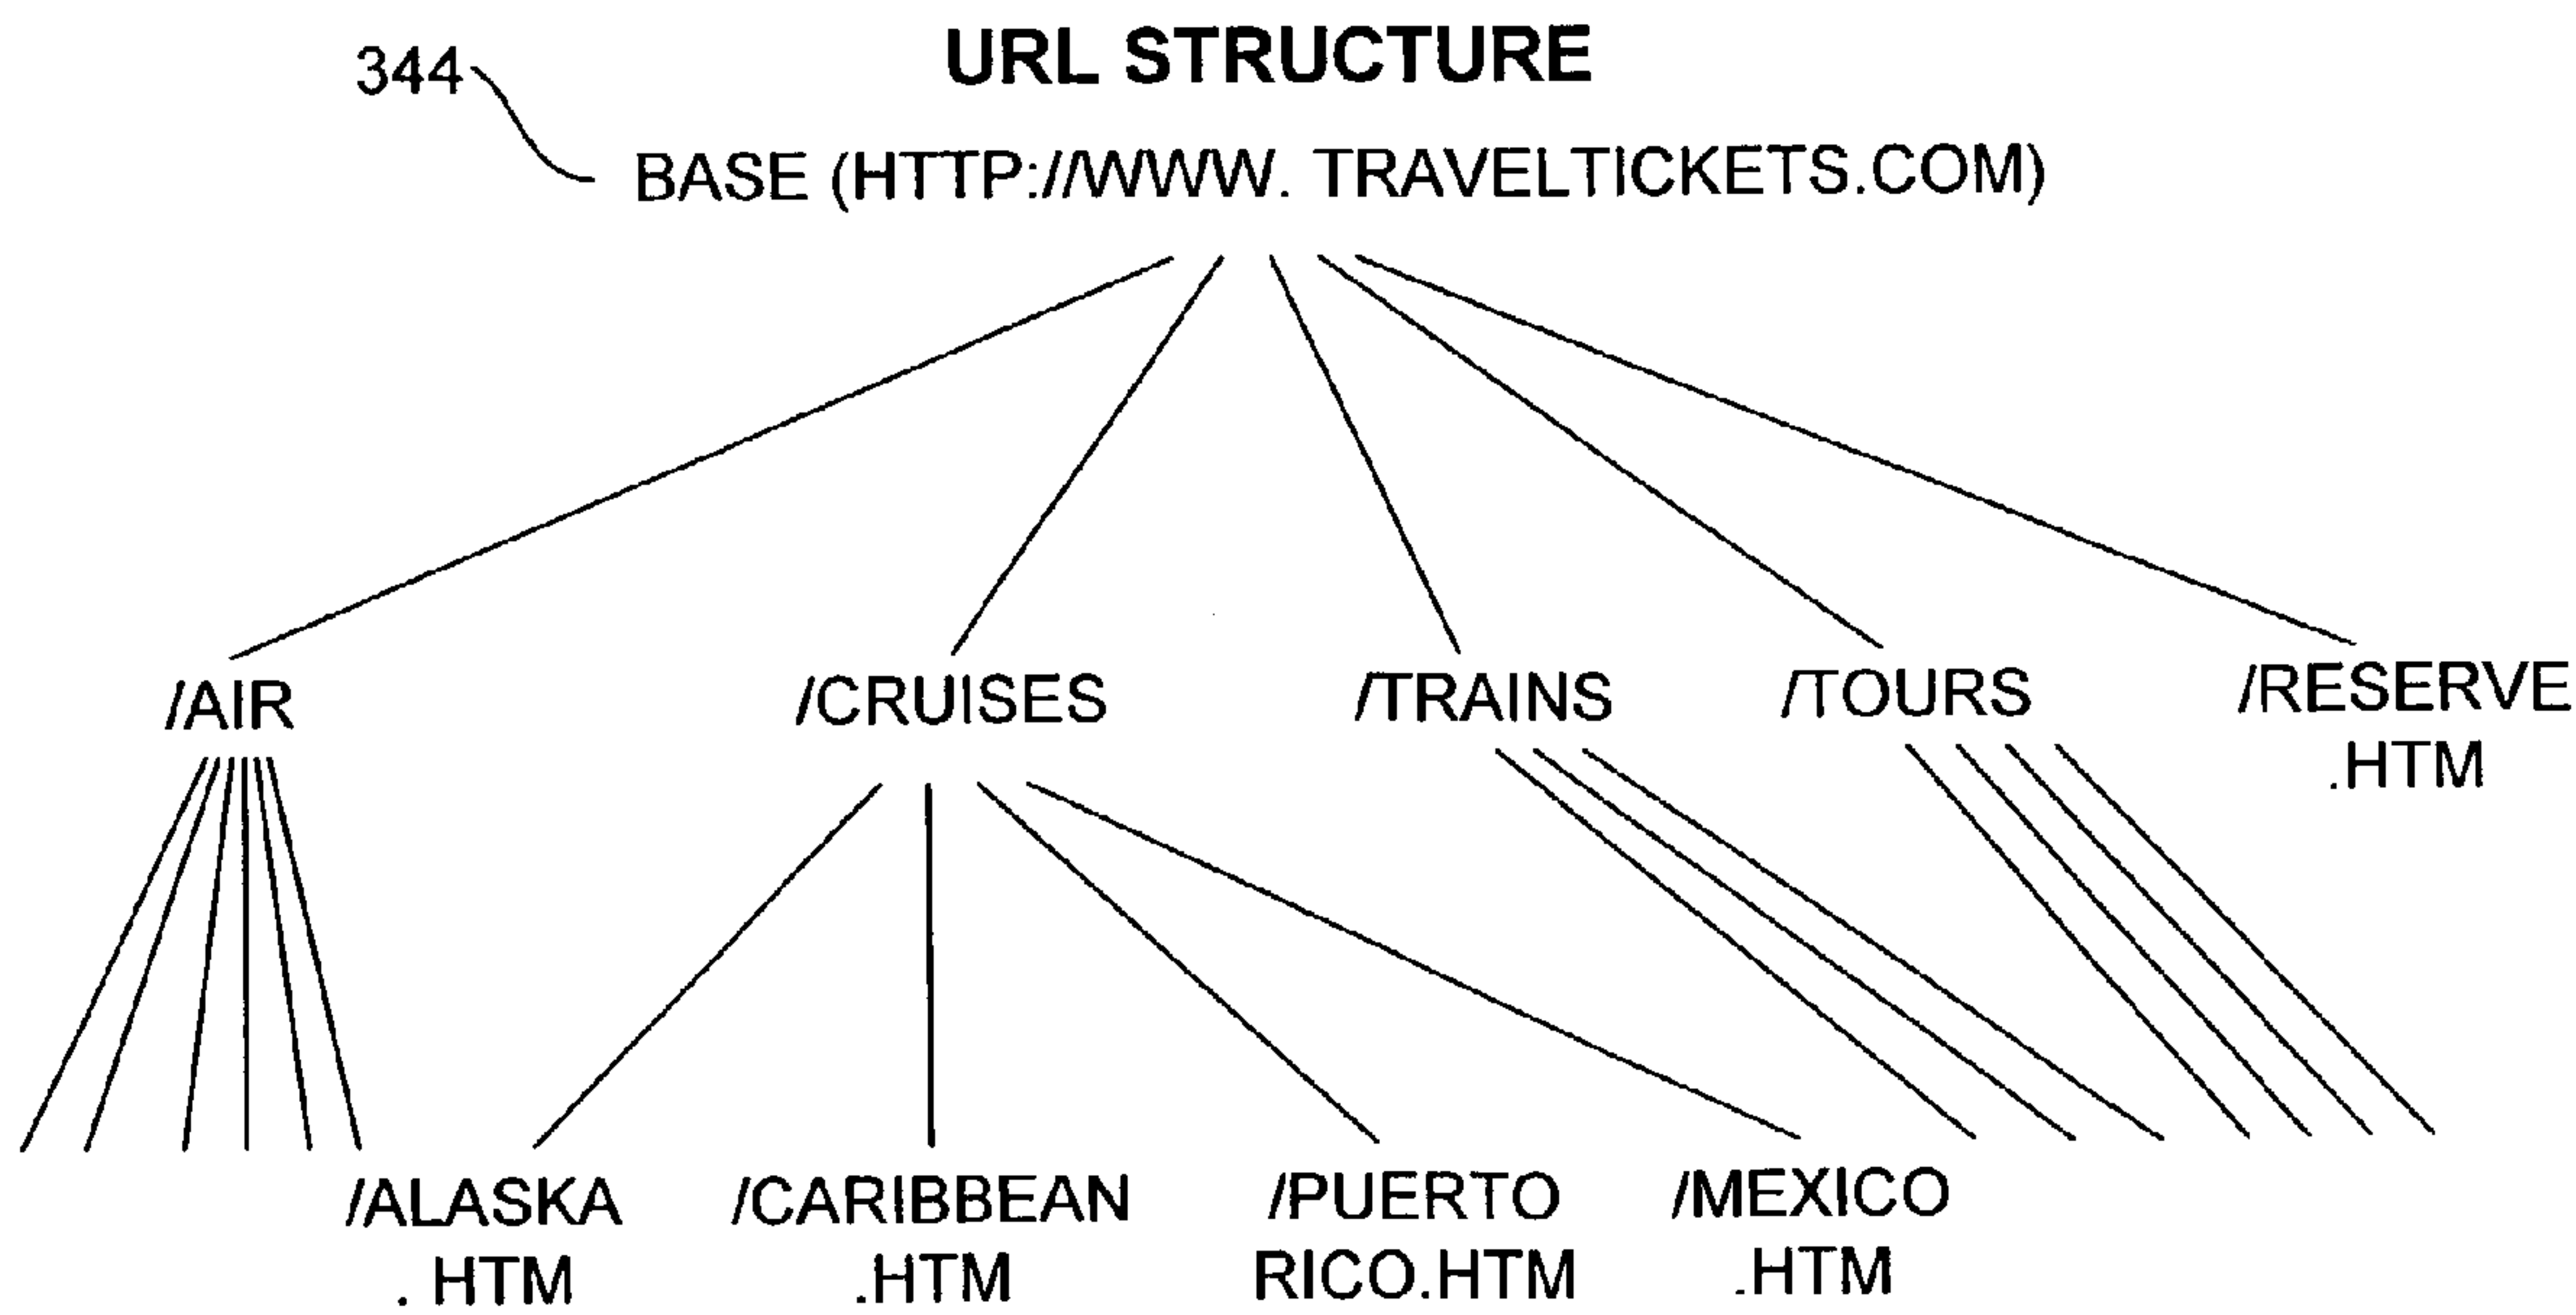 URL STRUCTURE
344
BASE (HTTP://WWW. TRAVELTICKETS.COM)
/AIR
/CRUISES
/TRAINS
/TOURS
/RESERVE
.HTM
/ALASKA
. HTM
/CARIBBEAN
.HTM
/PUERTO
RICO.HTM
/MEXICO
.HTM